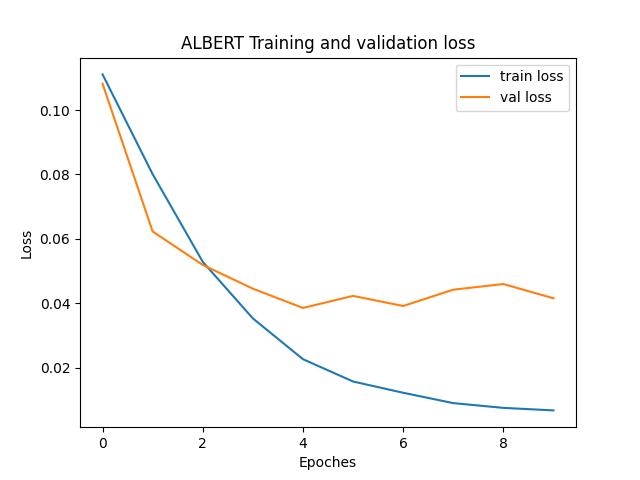 ALBERT Training and validation loss
train loss
val loss
0.10
0.08
0.06
0.04
0.02
Loss
0 2 4 6 8
Epoches